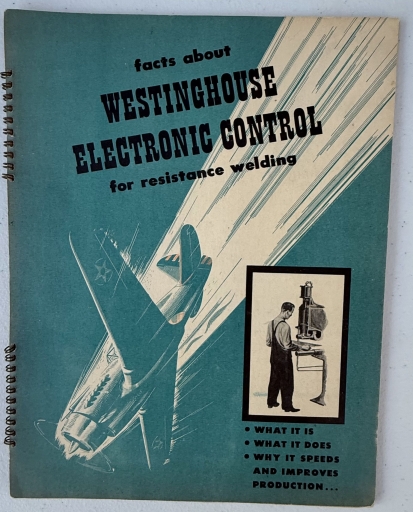 facts about
WESTINGHOUSE
ELECTRONIC CONTROL
for resistance welding
• WHAT IT IS
• WHAT IT DOES
• WHY IT SPEEDS
AND IMPROVES
PRODUCTION...